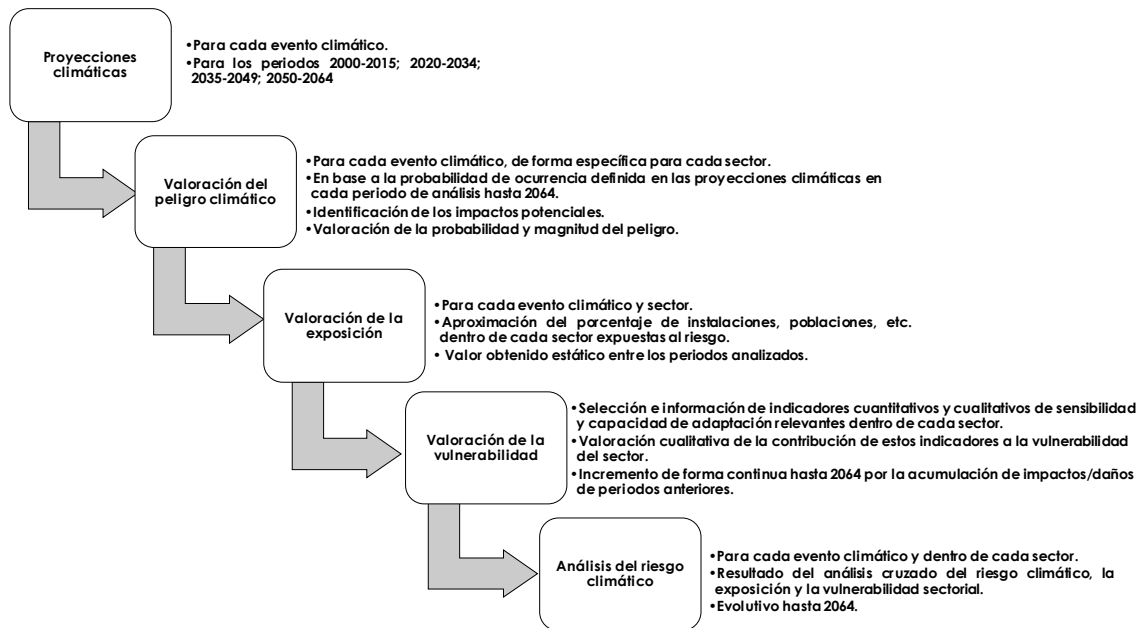 Proyecciones
climáticas
•Para cada evento climático.
•Para los periodos 2000-2015; 2020-2034;
2035-2049; 2050-2064
Valoración del
peligro climático
•Para cada evento climático, de forma específica para cada sector.
•En base a la probabilidad de ocurrencia definida en las proyecciones climáticas en
cada periodo de análisis hasta 2064.
•Identificación de los impactos potenciales.
•Valoración de la probabilidad y magnitud del peligro.
Valoración de la
exposición
•Para cada evento climático y sector.
•Aproximación del porcentaje de instalaciones, poblaciones, etc.
dentro de cada sector expuestas al riesgo.
• Valor obtenido estático entre los periodos analizados.
Valoración de la
vulnerabilidad
•Selección e información de indicadores cuantitativos y cualitativos de sensibilidad
y capacidad de adaptación relevantes dentro de cada sector.
•Valoración cualitativa de la contribución de estos indicadores a la vulnerabilidad
del sector.
•Incremento de forma continua hasta 2064 por la acumulación de impactos/daños
de periodos anteriores.
Análisis del riesgo
climático
•Para cada evento climático y dentro de cada sector.
•Resultado del análisis cruzado del riesgo climático, la
exposición y la vulnerabilidad sectorial.
•Evolutivo hasta 2064.